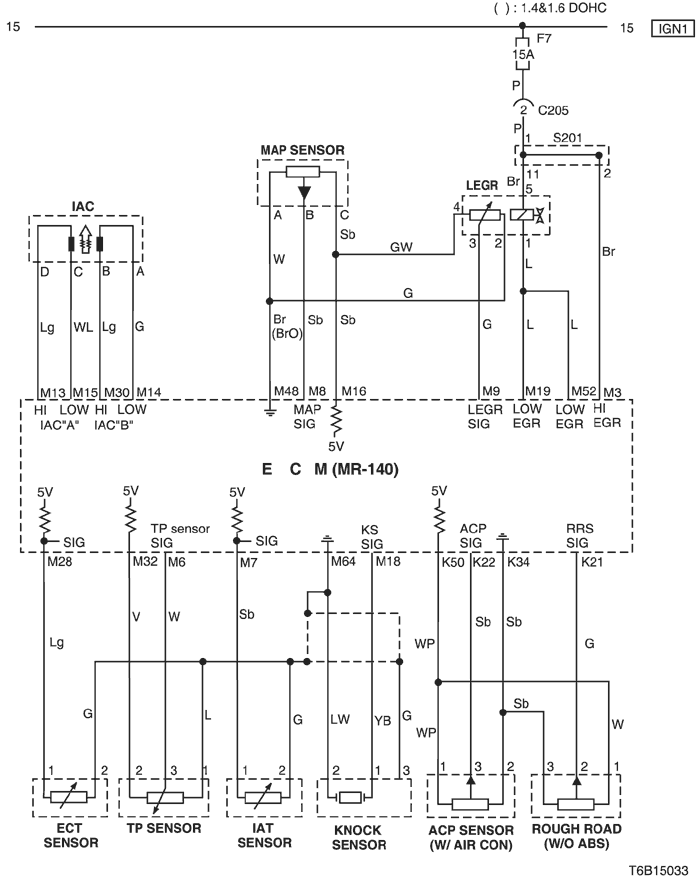 ( ) : 1.4&1.6 DOHC
15
15
IGN1
F7
15A
P
2
C205
P
1
S201
MAP SENSOR
11
2
LEGR
Br
5
4
IAC
A
B
C
Sb
3
2
1
GW
D
C
B
A
W
L
Br
G
Lg
WL
Lg
G
Br
(BrO)
Sb
Sb
G
L
L
M13
M15
M30
M14
M48
M8
M16
M9
M19
M52
M3
HI
LOW
HI
LOW
IAC"A"
IAC"B"
MAP
SIG
5V
LEGR
SIG
LOW
EGR
LOW
EGR
HI
EGR
E C M (MR-140)
5V
5V
5V
5V
SIG
TP sensor
SIG
SIG
KS
SIG
ACP
SIG
RRS
SIG
M28
M32
M6
M7
M64
M18
K50
K22
K34
K21
V
W
Sb
Sb
Sb
Lg
WP
G
G
L
G
LW
YB
G
WP
Sb
W
1
2
2
3
1
1
2
2
1
3
1
3
2
3
2
1
ECT
SENSOR
TP SENSOR
IAT
SENSOR
KNOCK
SENSOR
ACP SENSOR
(W/ AIR CON)
ROUGH ROAD
(W/O ABS)
T6B15033